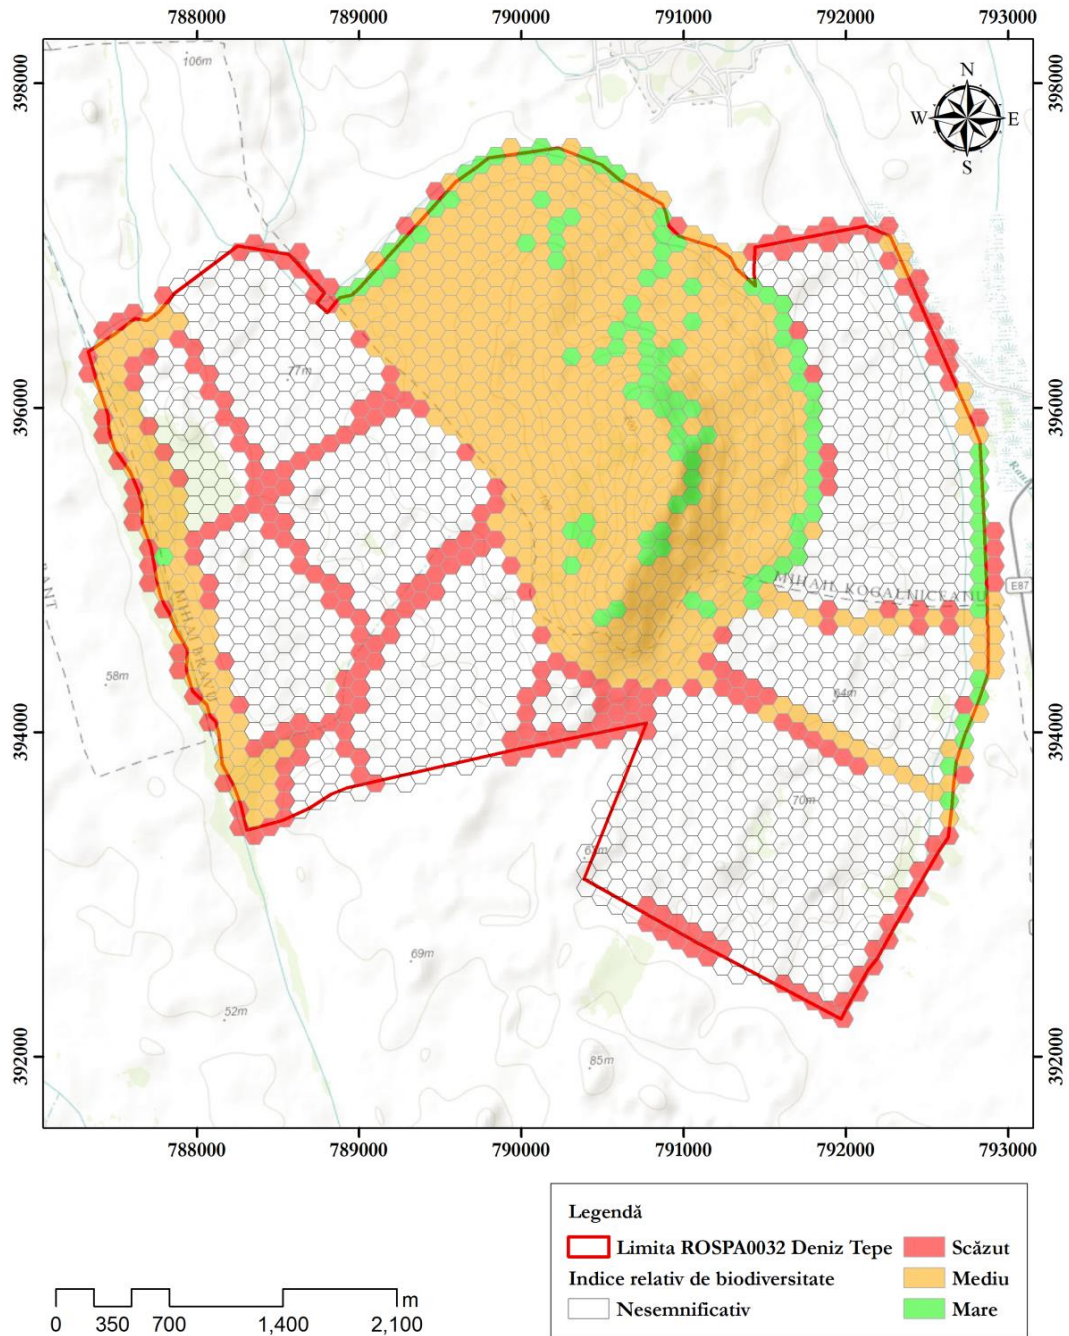 788000 789000 790000 791000 792000 793000
398000
398000
106m
N
W E
S
77m
396000
396000
MIHAIL KOGALNICEANU
E87
MIHAI BRAVU
58m
64m
394000
394000
70m
69m
52m
85m
392000
392000
788000 789000 790000 791000 792000 793000
Legendă
Limita ROSPA0032 Deniz Tepe
Scăzut
Indice relativ de biodiversitate
Mediu
Nesemnificativ
Mare
m
0 350 700 1,400 2,100